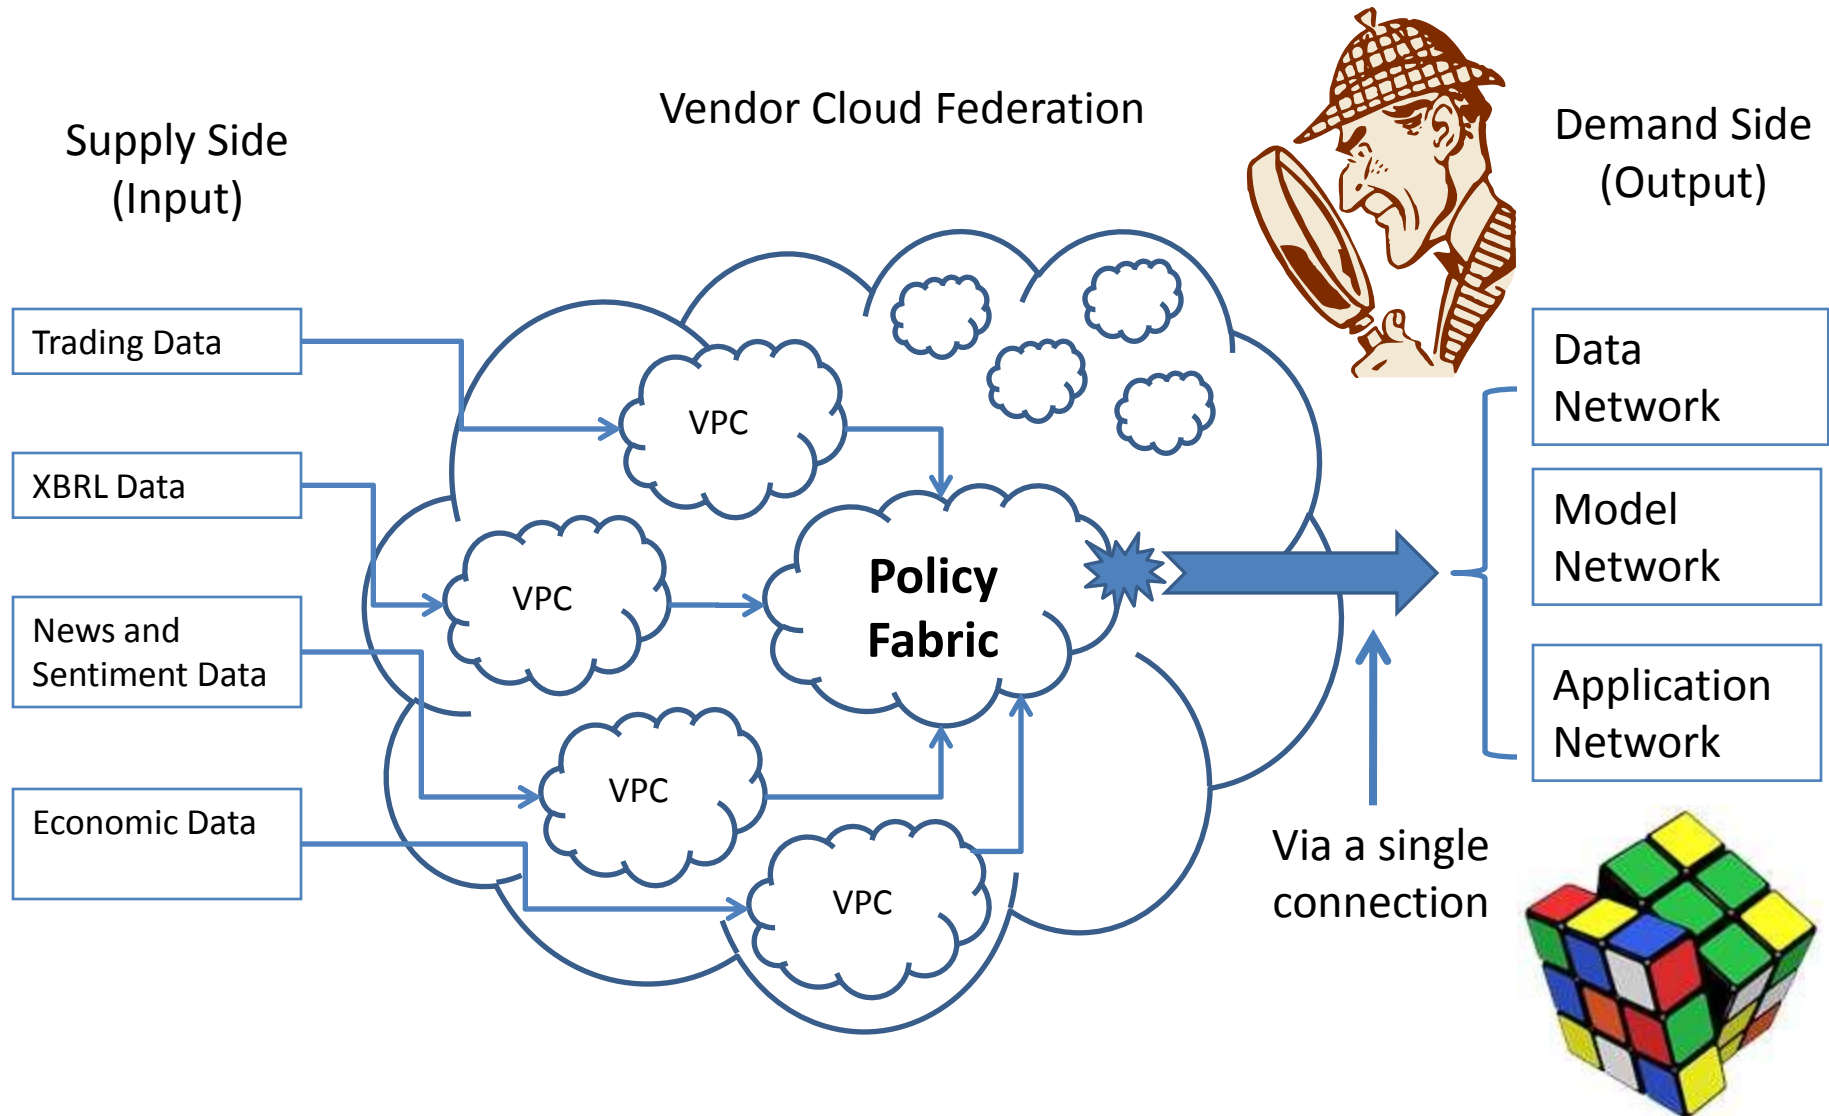 Vendor Cloud Federation
Supply Side
(Input)
Demand Side
(Output)
Trading Data
XBRL Data
News and
Sentiment Data
Economic Data
VPC
VPC
VPC
VPC
Policy
Fabric
Via a single
connection
Data
Network
Model
Network
Application
Network